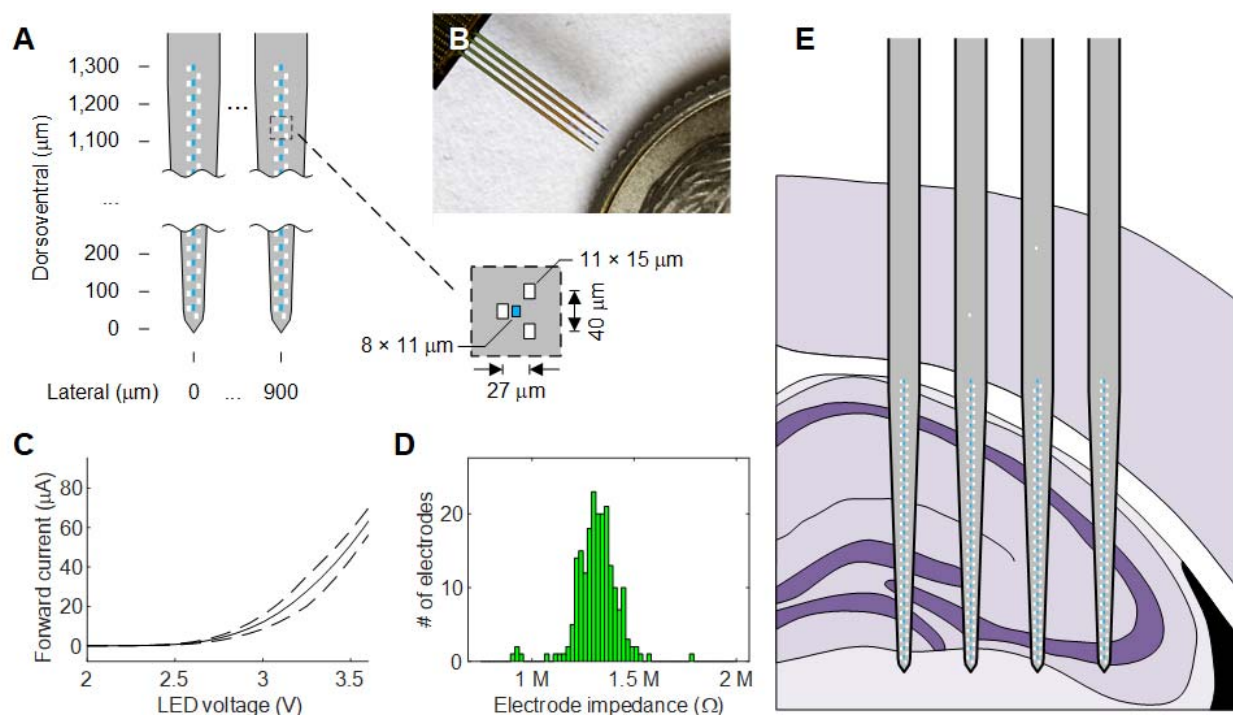 A
1,300
1,200
1,100
...
200
100
0
Dorsoventral (μm)
...
Lateral (μm) 0 ... 900
B
11 × 15 μm
40 μm
8 × 11 μm
27 μm
C
80
60
40
20
0
Forward current (μA)
2 2.5 3 3.5
LED voltage (V)
D
20
10
0
# of electrodes
1 M 1.5 M 2 M
Electrode impedance (Ω)
E